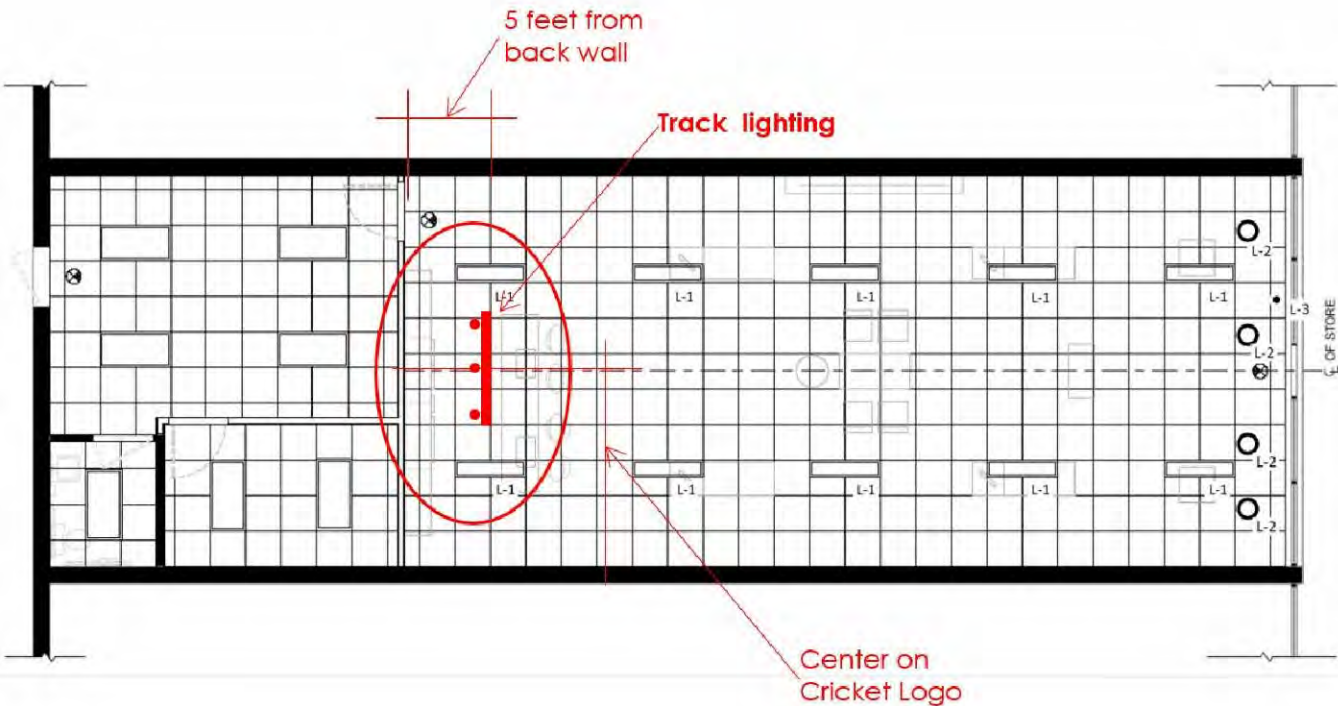 5 feet from
back wall
Track lighting
L-2
L-1
L-1
L-1
L-1
L-1
L-3
L-2
℄ OF STORE
L-2
L-1
L-1
L-1
L-1
L-1
L-2
Center on
Cricket Logo